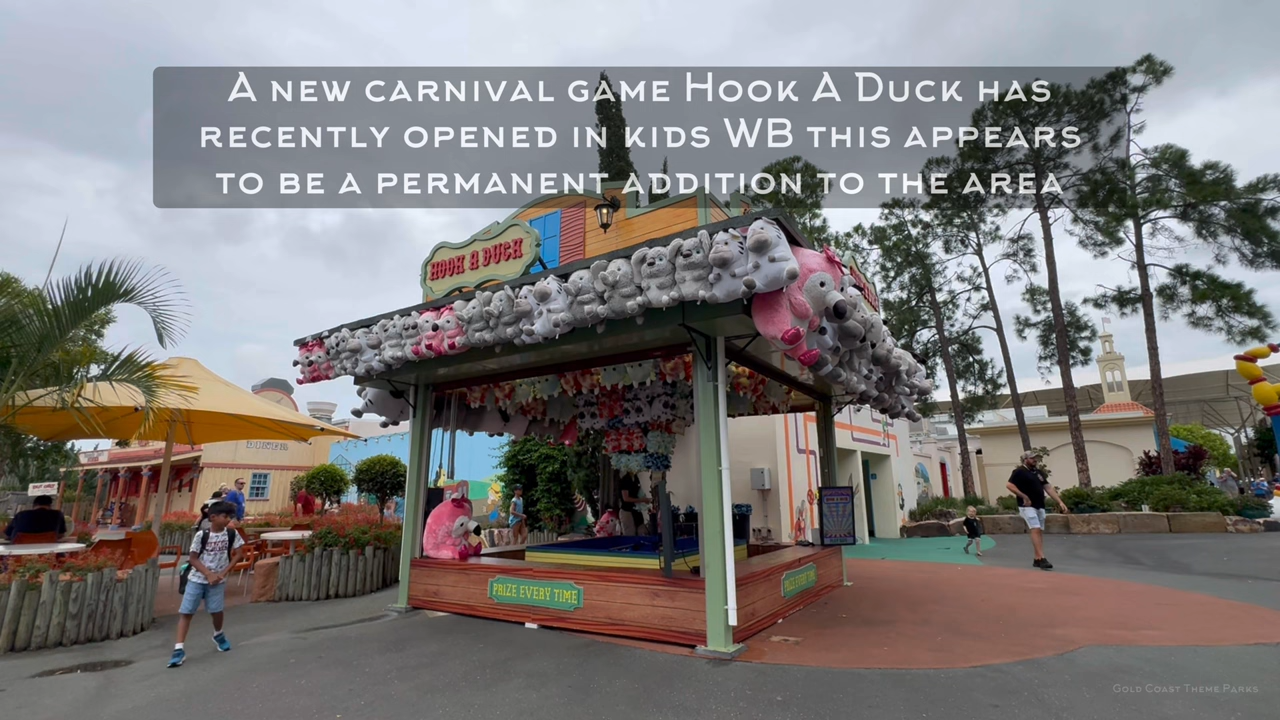 A new carnival game Hook A Duck has
recently opened in kids WB this appears
to be a permanent addition to the area
HOOK A DUCK
DINER
PRIZE EVERY TIME
PRIZE EVERY TIME
Gold Coast Theme Parks